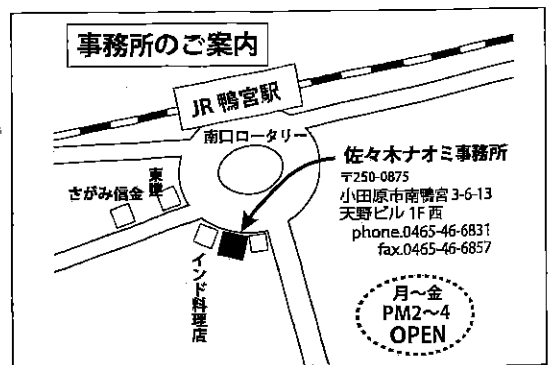 事務所のご案内
JR 鴨宮駅
南口ロータリー
佐々木ナオミ事務所
〒250-0875
小田原市南鴨宮3-6-13
天野ビル 1F 西
phone.0465-46-6831
fax.0465-46-6857
東建
さがみ信金
インド料理店
月～金
PM2～4
OPEN